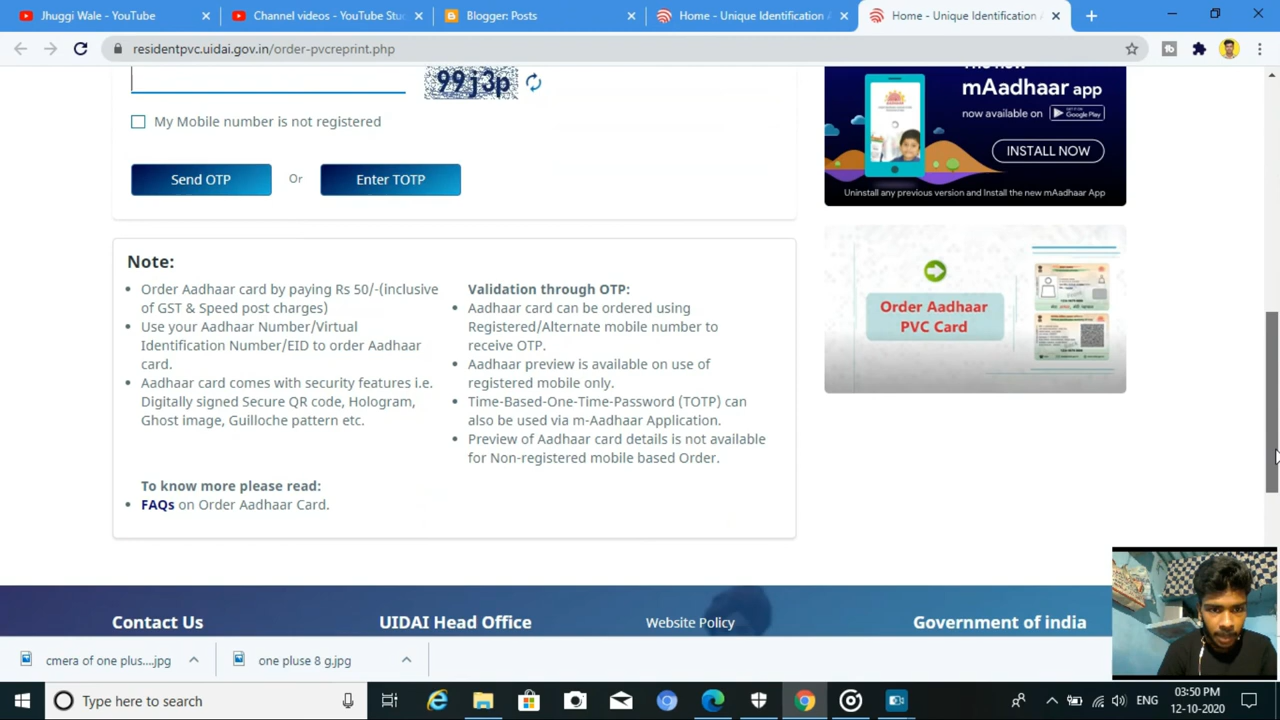 Jhuggi Wale - YouTube
Channel videos - YouTube Stu
Blogger: Posts
Home - Unique Identification A
Home - Unique Identification A
residentpvc.uidai.gov.in/order-pvcreprint.php
99j3p
My Mobile number is not registered
Send OTP
Or
Enter TOTP
mAadhaar app
now available on
Google Play
INSTALL NOW
Uninstall any previous version and Install the new mAadhaar App
Order Aadhaar
PVC Card
Note:
Order Aadhaar card by paying Rs.50/-(inclusive
of GST & Speed post charges)
Use your Aadhaar Number/Virtual
Identification Number/EID to order Aadhaar
card.
Aadhaar card comes with security features i.e.
Digitally signed Secure QR code, Hologram,
Ghost image, Guilloche pattern etc.
To know more please read:
FAQs on Order Aadhaar Card.
Validation through OTP:
Aadhaar card can be ordered using
Registered/Alternate mobile number to
receive OTP.
Aadhaar preview is available on use of
registered mobile only.
Time-Based-One-Time-Password (TOTP) can
also be used via m-Aadhaar Application.
Preview of Aadhaar card details is not available
for Non-registered mobile based Order.
Contact Us
UIDAI Head Office
Website Policy
Government of india
cmera of one plus....jpg
one pluse 8 g.jpg
Type here to search
ENG
03:50 PM
12-10-2020